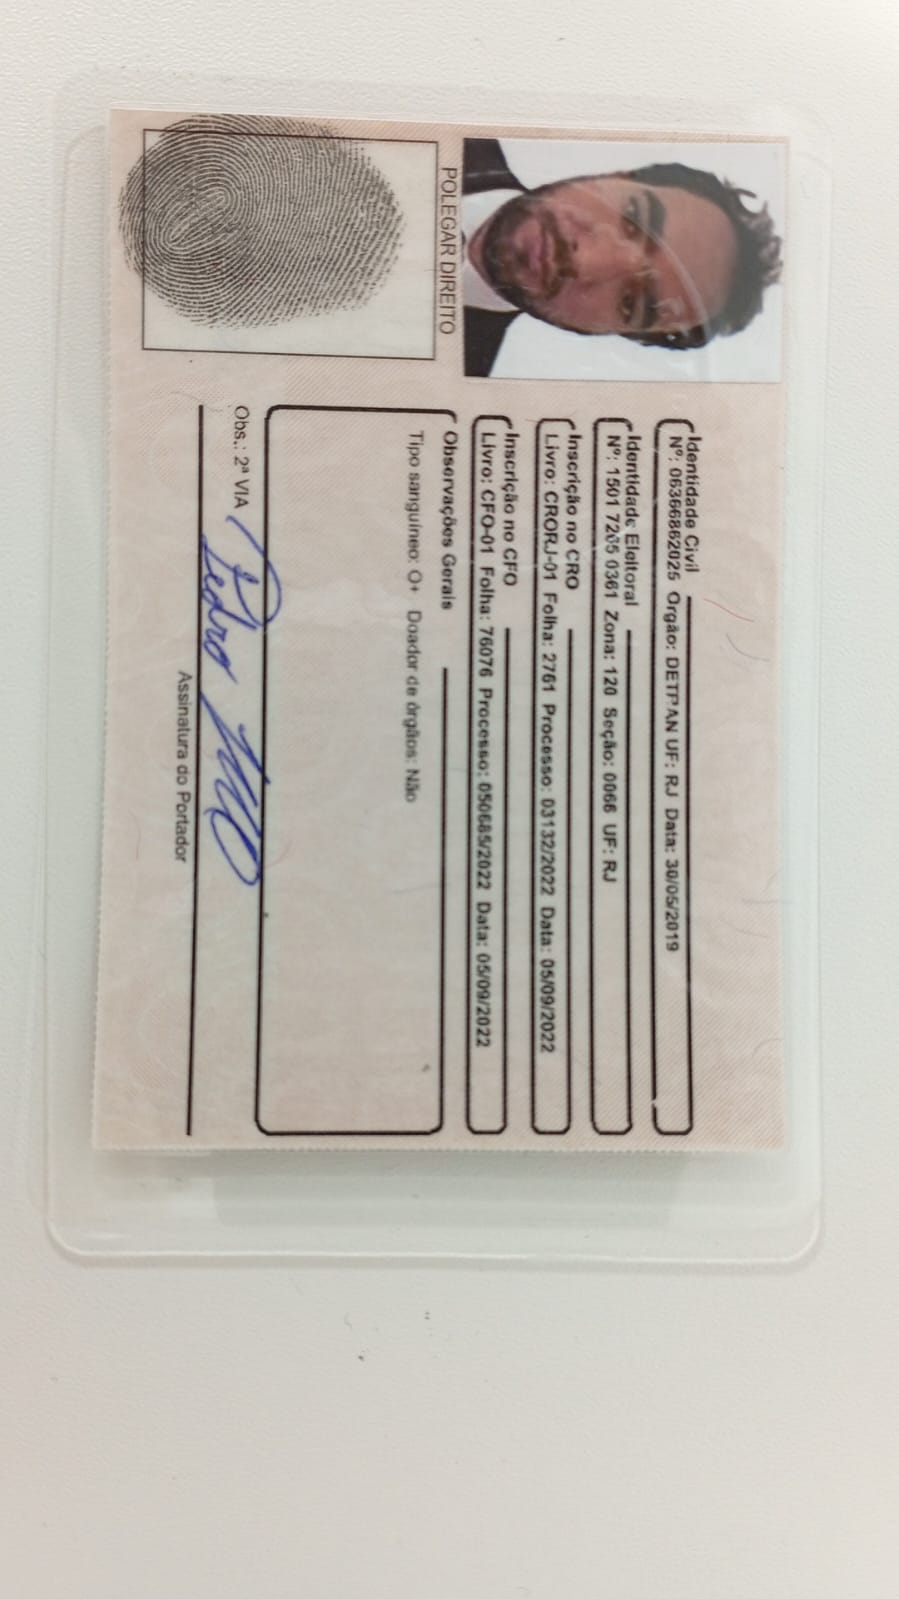 POLEGAR DIREITO
Identidade Civil
Nº: 06366862025 Orgão: DETRAN UF: RJ Data: 30/05/2019
Identidade Eleitoral
Nº: 1501 7205 0361 Zona: 120 Seção: 0066 UF: RJ
Inscrição no CRO
Livro: CRORJ-01 Folha: 2761 Processo: 03132/2022 Data: 05/09/2022
Inscrição no CFO
Livro: CFO-01 Folha: 76076 Processo: 050685/2022 Data: 05/09/2022
Observações Gerais
Tipo sanguíneo: O+ Doador de órgãos: Não
Obs.: 2ª VIA
Pedro
Assinatura do Portador